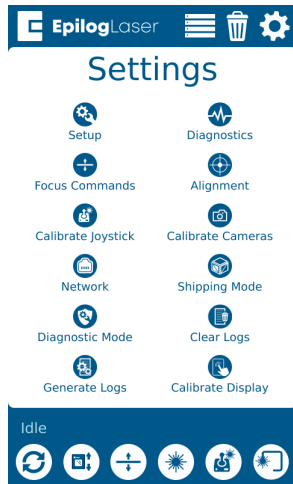 EpilogLaser
Settings
Setup Diagnostics
Focus Commands Alignment
Calibrate Joystick Calibrate Cameras
Network Shipping Mode
Diagnostic Mode Clear Logs
Generate Logs Calibrate Display
Idle